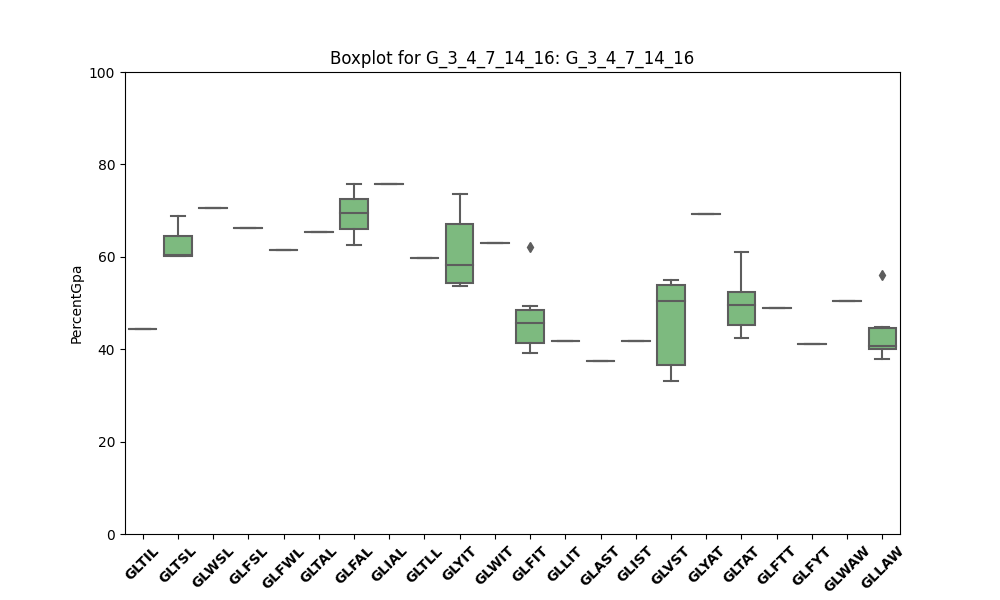 Boxplot for G_3_4_7_14_16: G_3_4_7_14_16
100
80
60
40
20
0
PercentGpa
GLTIL GLTSL GLWSL GLFSL GLFWL GLTAL GLFAL GLIAL GLTLL GLYIT GLWIT GLFIT GLLIT GLAST GLIST GLVST GLYAT GLTAT GLFTT GLFYT GLWAW GLLAW